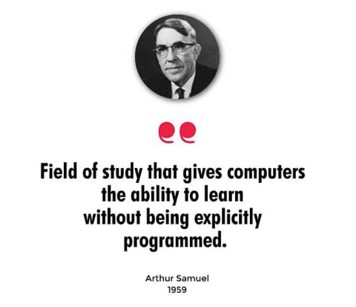 Field of study that gives computers
the ability to learn
without being explicitly
programmed.
Arthur Samuel
1959